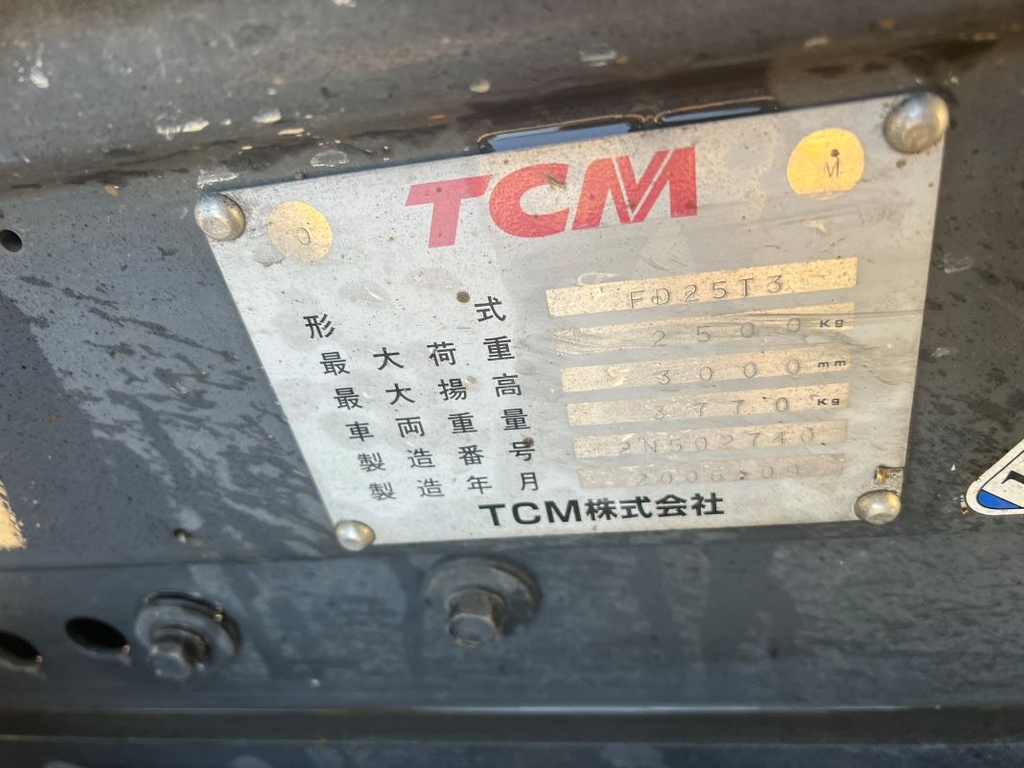 O
TCM
M
形式 FD25T3
最大荷重 2500 Kg
最大揚高 3000 mm
車両重量 3770 Kg
製造番号 2N502740
製造年月
TCM株式会社